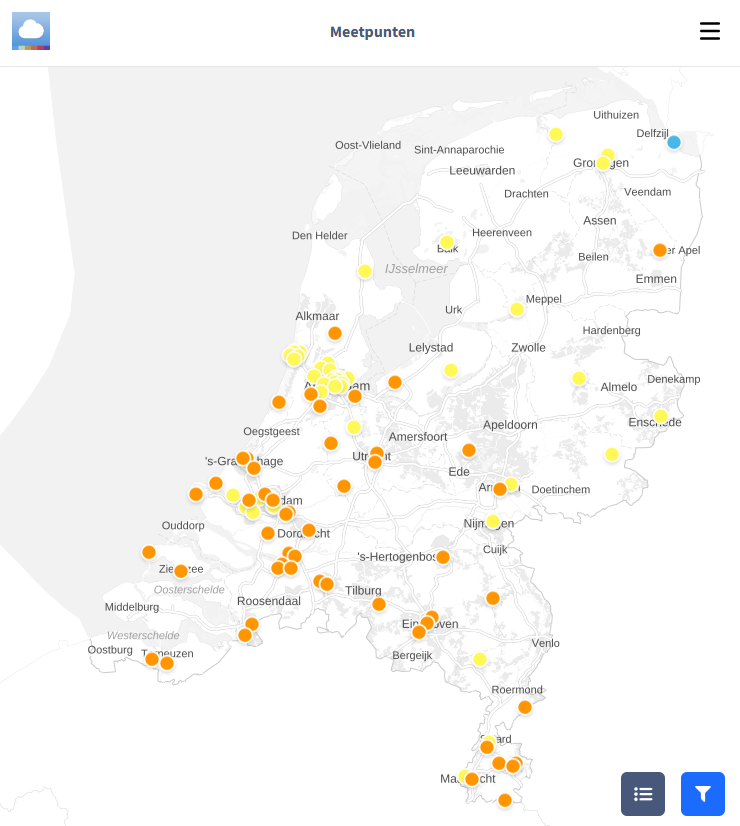 Meetpunten
Uithuizen
Delfzijl
Oost-Vlieland
Sint-Annaparochie
Leeuwarden
Drachten
Veendam
Assen
Den Helder
Heerenveen
Beilen
IJsselmeer
Emmen
Meppel
Urk
Alkmaar
Hardenberg
Lelystad
Zwolle
Denekamp
Almelo
Oegstgeest
Amersfoort
Apeldoorn
Ede
Doetinchem
Ouddorp
Cuijk
Oosterschelde
Tilburg
Roosendaal
Middelburg
Westerschelde
Oostburg
Bergeijk
Venlo
Roermond